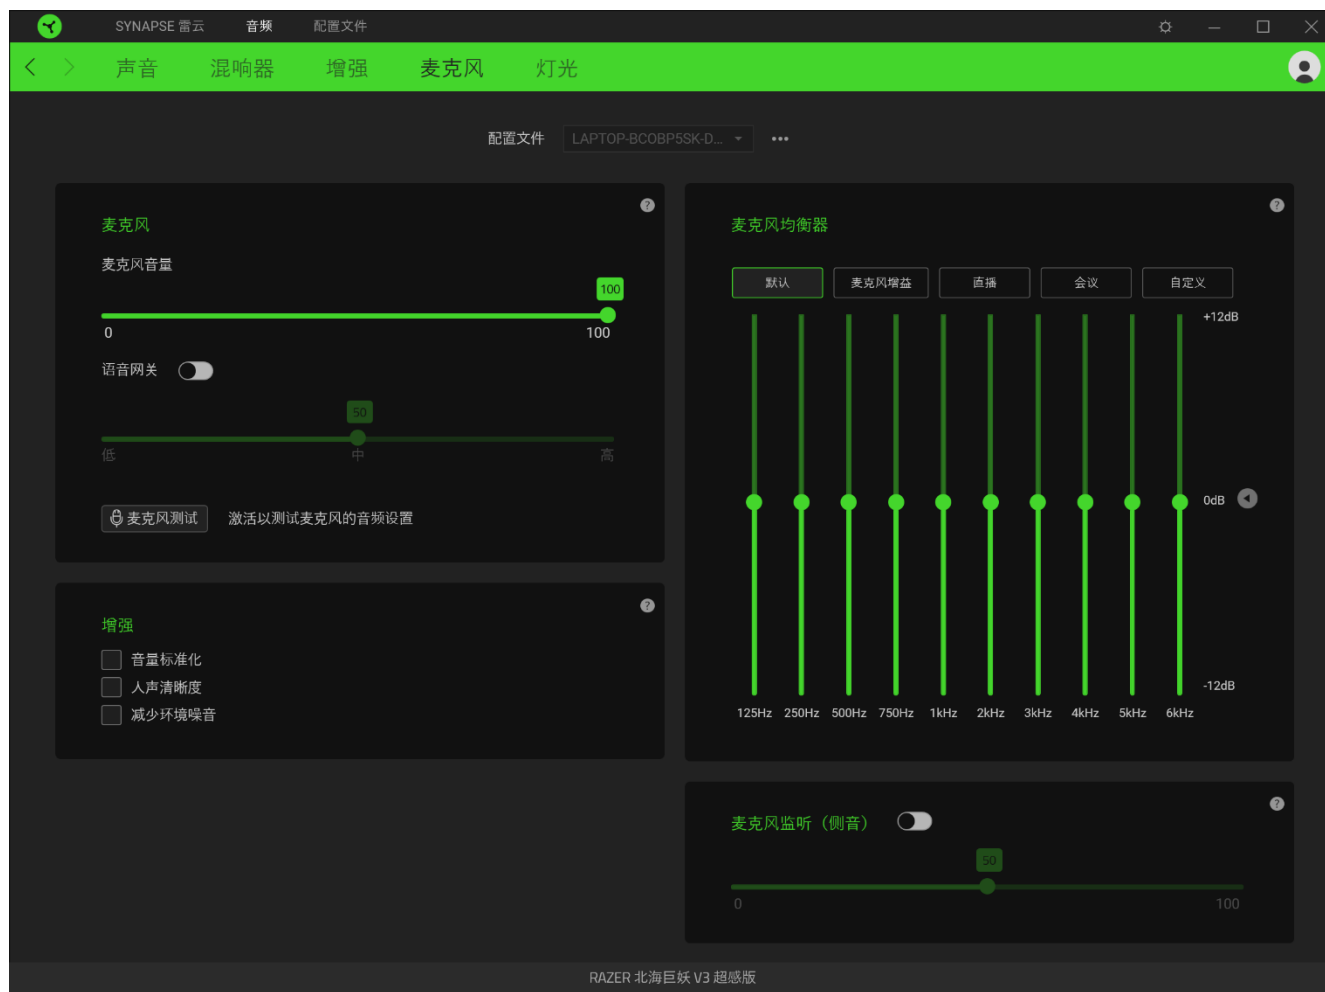 SYNAPSE 雷云 音频 配置文件
声音 混响器 增强 麦克风 灯光
配置文件 LAPTOP-BCOBP5SK-D...
麦克风
麦克风音量
100
0 100
语音网关
50
低 中 高
麦克风测试 激活以测试麦克风的音频设置
增强
音量标准化
人声清晰度
减少环境噪音
麦克风均衡器
默认 麦克风增益 直播 会议 自定义
+12dB
0dB
-12dB
125Hz 250Hz 500Hz 750Hz 1kHz 2kHz 3kHz 4kHz 5kHz 6kHz
麦克风监听（侧音）
50
0 100
RAZER 北海巨妖 V3 超感版